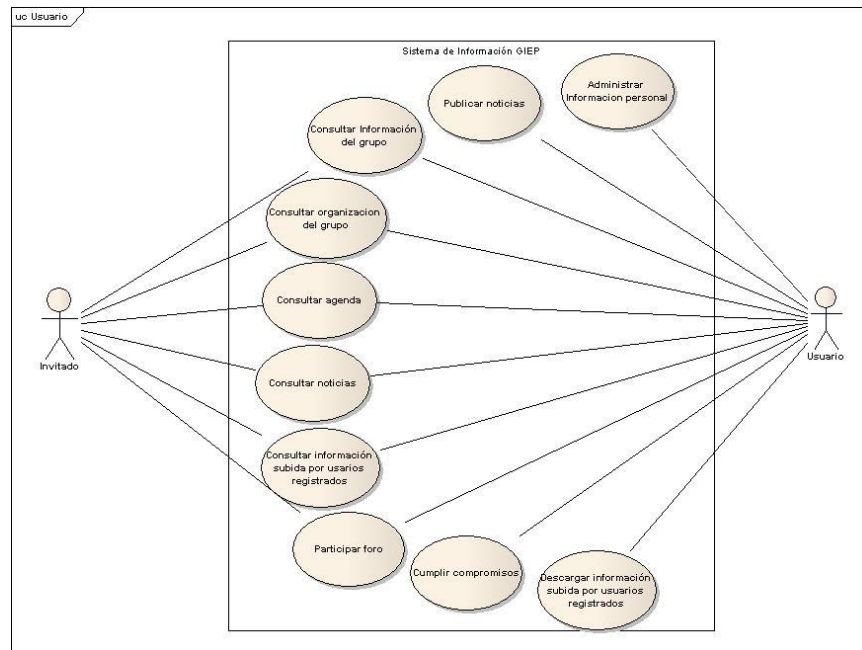 uc Usuario
Sistema de Información GIEP
Administrar
Informacion personal
Publicar noticias
Consultar Información
del grupo
Consultar organizacion
del grupo
Consultar agenda
Invitado
Usuario
Consultar noticias
Consultar información
subida por usarios
registrados
Participar foro
Cumplir compromisos
Descargar información
subida por usuarios
registrados